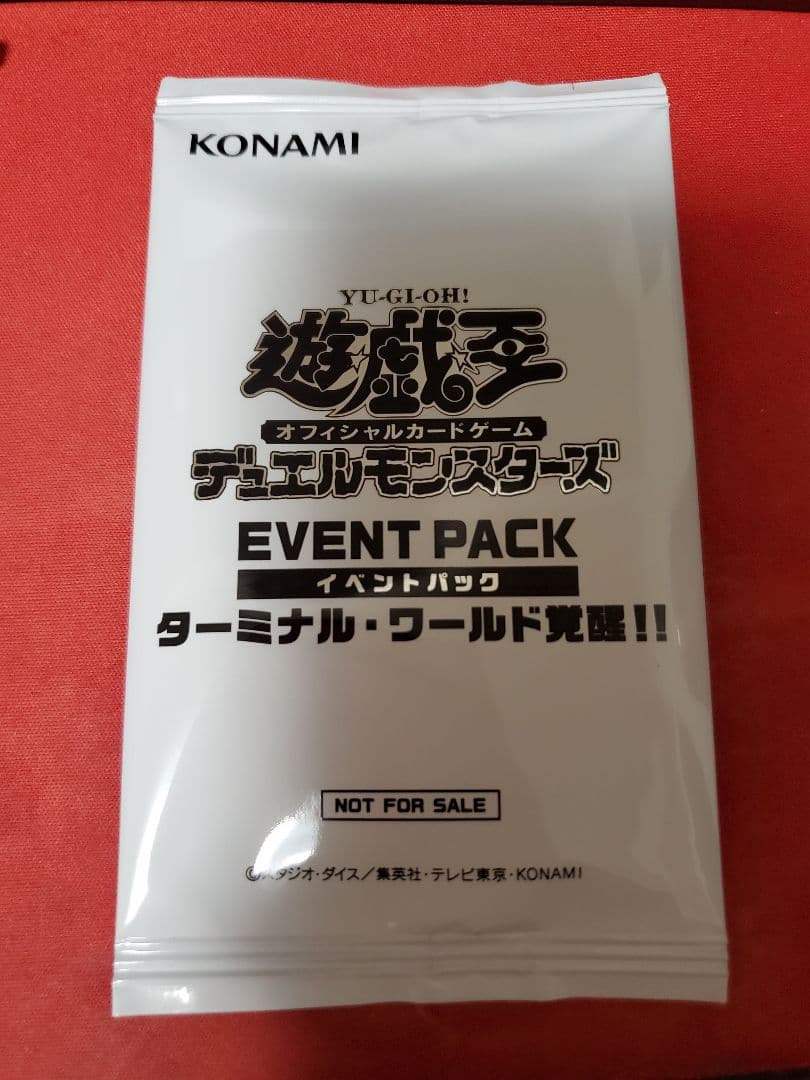 KONAMI
YU-GI-OH!
遊☆戯☆王
オフィシャルカードゲーム
デュエルモンスターズ
EVENT PACK
イベントパック
ターミナル・ワールド覚醒!!
NOT FOR SALE
©スタジオ・ダイス/集英社・テレビ東京・KONAMI